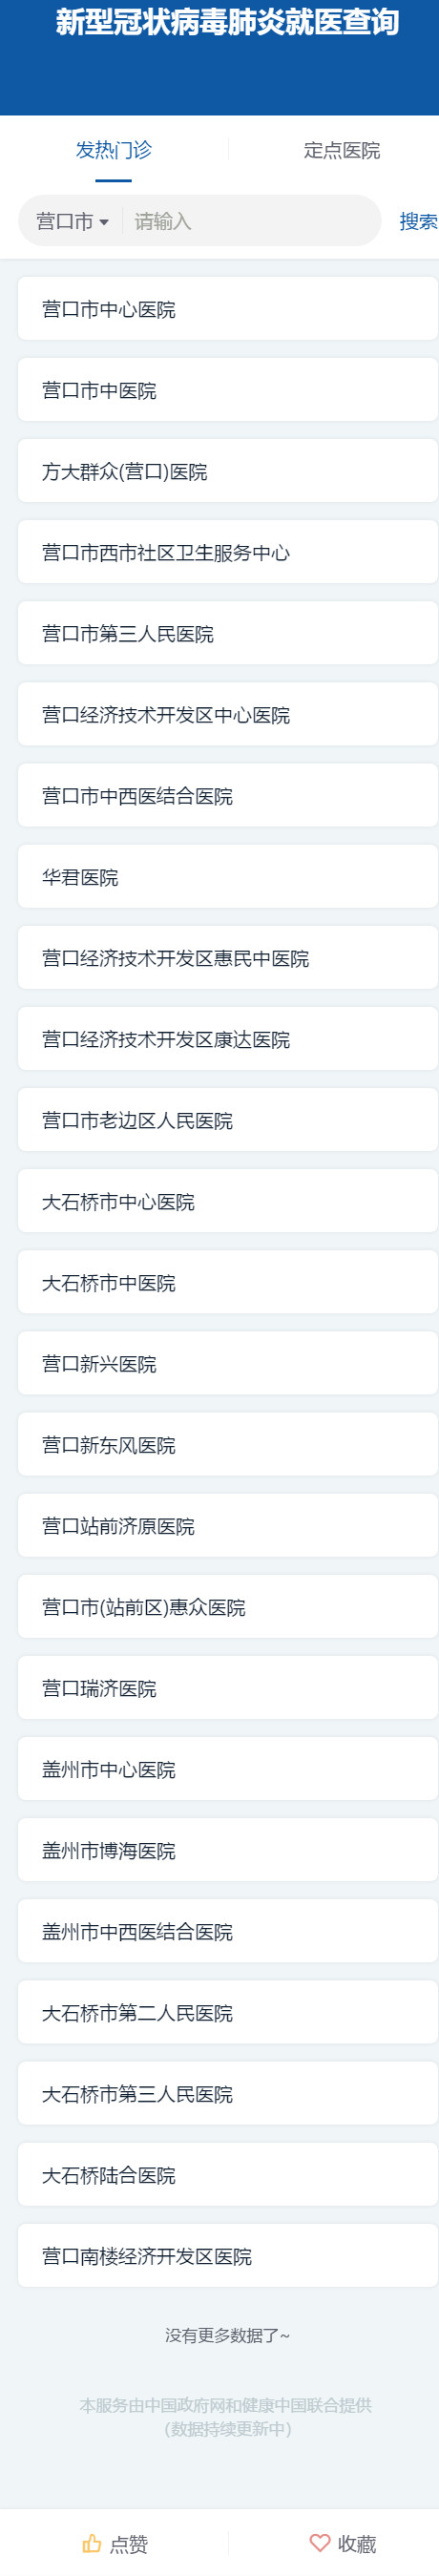 新型冠状病毒肺炎就医查询
发热门诊
定点医院
营口市
请输入
搜索
营口市中心医院
营口市中医院
方大群众(营口)医院
营口市西市社区卫生服务中心
营口市第三人民医院
营口经济技术开发区中心医院
营口市中西医结合医院
华君医院
营口经济技术开发区惠民中医院
营口经济技术开发区康达医院
营口市老边区人民医院
大石桥市中心医院
大石桥市中医院
营口新兴医院
营口新东风医院
营口站前济原医院
营口市(站前区)惠众医院
营口瑞济医院
盖州市中心医院
盖州市博海医院
盖州市中西医结合医院
大石桥市第二人民医院
大石桥市第三人民医院
大石桥陆合医院
营口南楼经济开发区医院
没有更多数据了~
本服务由中国政府网和健康中国联合提供
（数据持续更新中）
点赞
收藏